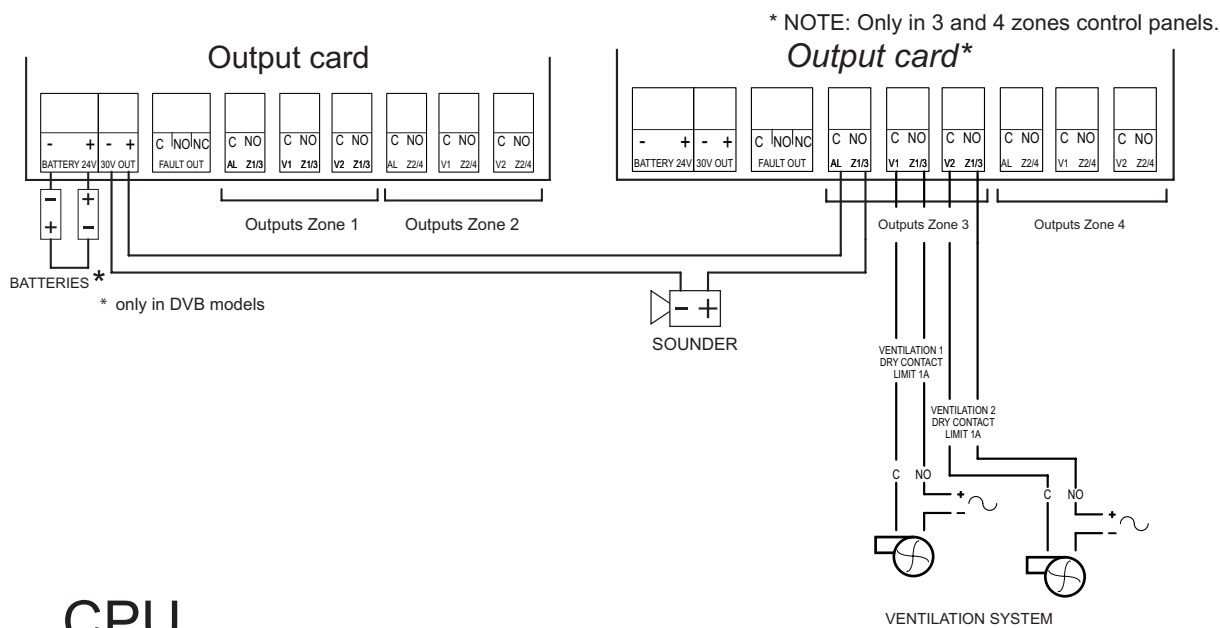 * NOTE: Only in 3 and 4 zones control panels.
Output card
Output card*
- + - + C NO NC C NO C NO C NO C NO C NO C NO
BATTERY 24V 30V OUT FAULT OUT AL Z1/3 V1 Z1/3 V2 Z1/3 AL Z2/4 V1 Z2/4 V2 Z2/4
- + - + C NO NC C NO C NO C NO C NO C NO C NO
BATTERY 24V 30V OUT FAULT OUT AL Z1/3 V1 Z1/3 V2 Z1/3 AL Z2/4 V1 Z2/4 V2 Z2/4
- +
+ -
Outputs Zone 1
Outputs Zone 2
Outputs Zone 3
Outputs Zone 4
BATTERIES *
* only in DVB models
- +
SOUNDER
VENTILATION 1
DRY CONTACT
LIMIT 1A
VENTILATION 2
DRY CONTACT
LIMIT 1A
C NO
+
-
C NO
+
-
VENTILATION SYSTEM
CPU